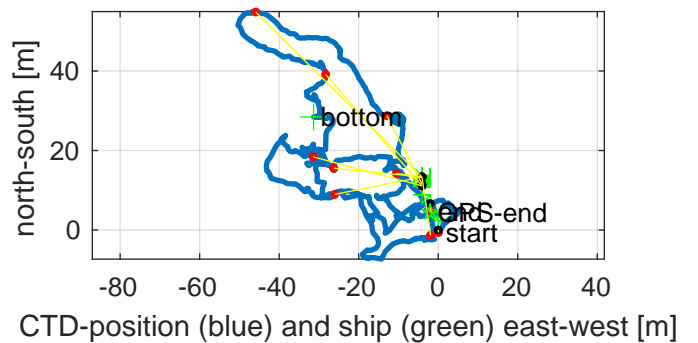 north-south [m]
40
20
0
bottom
end
GPS-end
start
-80
-60
-40
-20
0
20
40
CTD-position (blue) and ship (green) east-west [m]